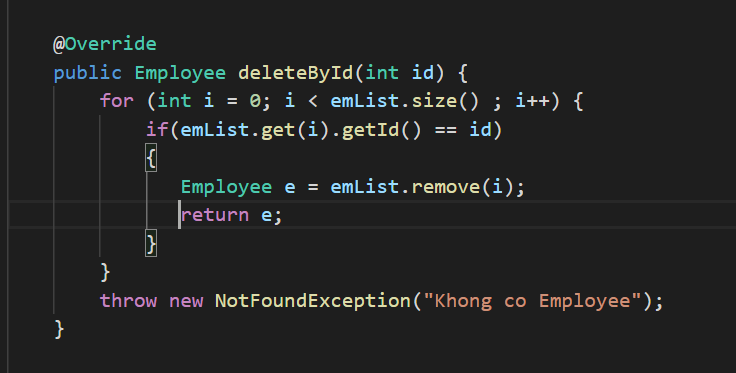 @Override
public Employee deleteById(int id) {
for (int i = 0; i < emList.size() ; i++) {
if(emList.get(i).getId() == id)
{
Employee e = emList.remove(i);
return e;
}
}
throw new NotFoundException("Khong co Employee");
}